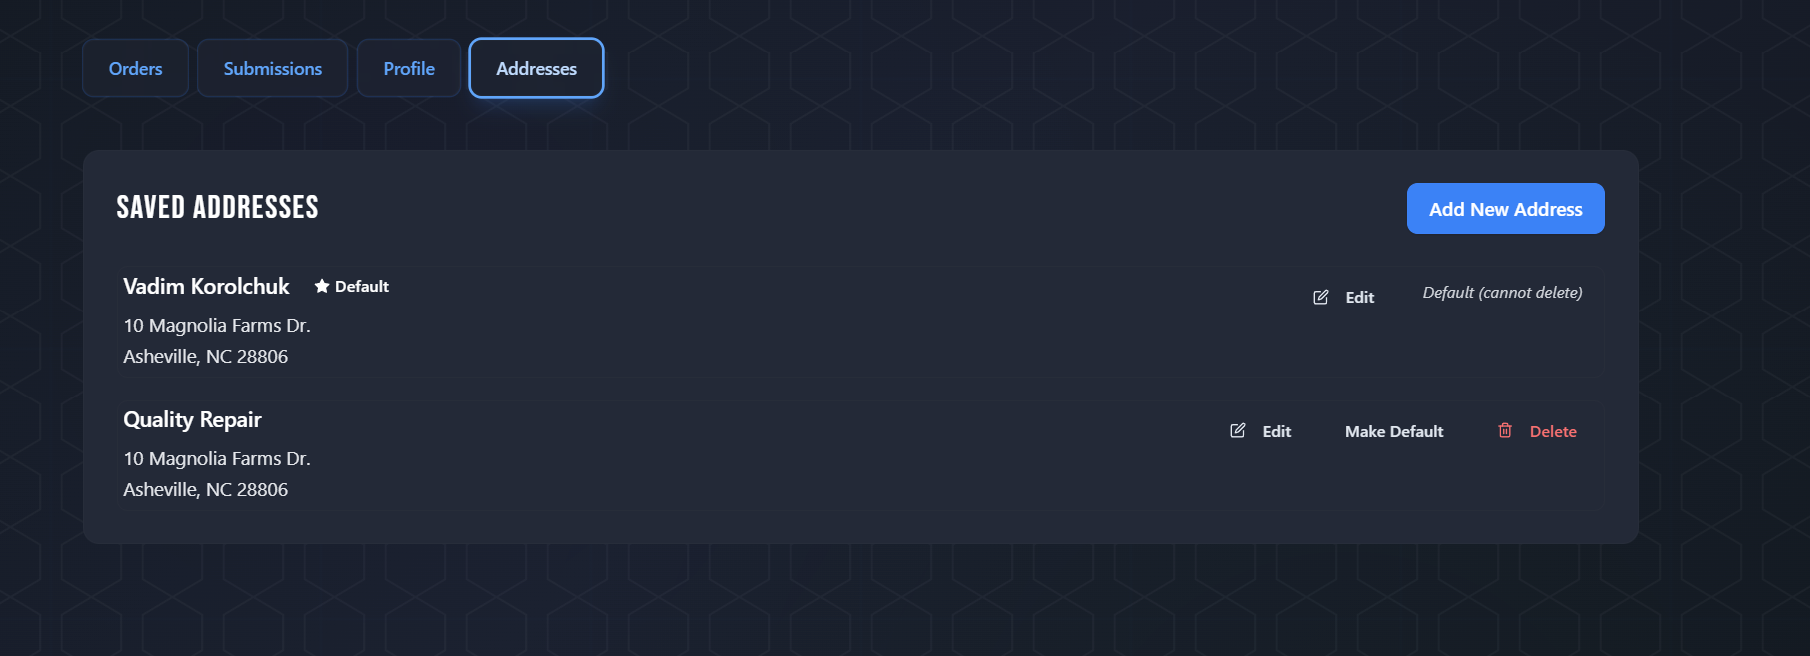 Orders Submissions Profile Addresses
SAVED ADDRESSES
Add New Address
Vadim Korolchuk ★ Default
Edit Default (cannot delete)
10 Magnolia Farms Dr.
Asheville, NC 28806
Quality Repair
Edit Make Default Delete
10 Magnolia Farms Dr.
Asheville, NC 28806